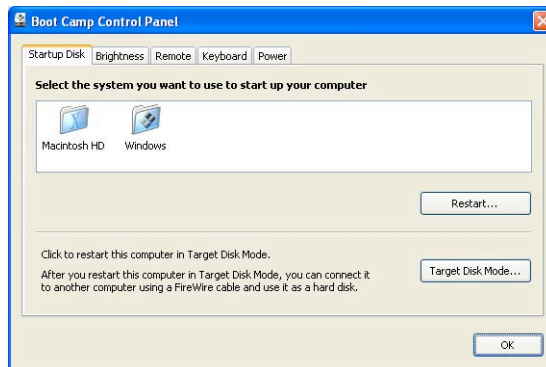 Boot Camp Control Panel
Startup Disk Brightness Remote Keyboard Power
Select the system you want to use to start up your computer
Macintosh HD Windows
Restart...
Click to restart this computer in Target Disk Mode.
After you restart this computer in Target Disk Mode, you can connect it
to another computer using a FireWire cable and use it as a hard disk.
Target Disk Mode...
OK